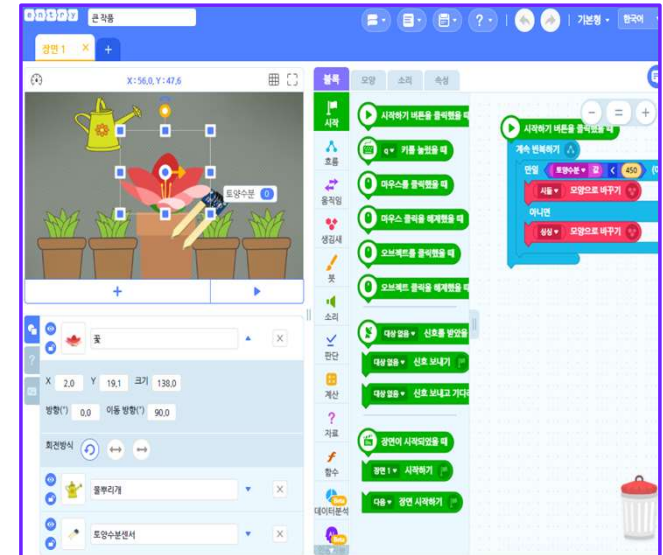 entry
큰 작품
기본형
한국어
장면 1
X : 56.0, Y : 47.6
토양수분 0
꽃
X 2.0 Y 19.1 크기 138.0
방향(°) 0.0 이동 방향(°) 90.0
회전방식
물뿌리개
토양수분센서
블록 모양 소리 속성
시작
흐름
움직임
생김새
붓
소리
판단
계산
자료
함수
데이터분석
Beta
Beta
시작하기 버튼을 클릭했을 때
q 키를 눌렀을 때
마우스를 클릭했을 때
마우스 클릭을 해제했을 때
오브젝트를 클릭했을 때
오브젝트 클릭을 해제했을 때
대상 없음 신호를 받았을
대상 없음 신호 보내기
대상 없음 신호 보내고 기다리
장면이 시작되었을 때
장면 1 시작하기
다음 장면 시작하기
시작하기 버튼을 클릭했을 때
계속 반복하기
만일 토양수분 값 < 450
시듦 모양으로 바꾸기
아니면
싱싱 모양으로 바꾸기